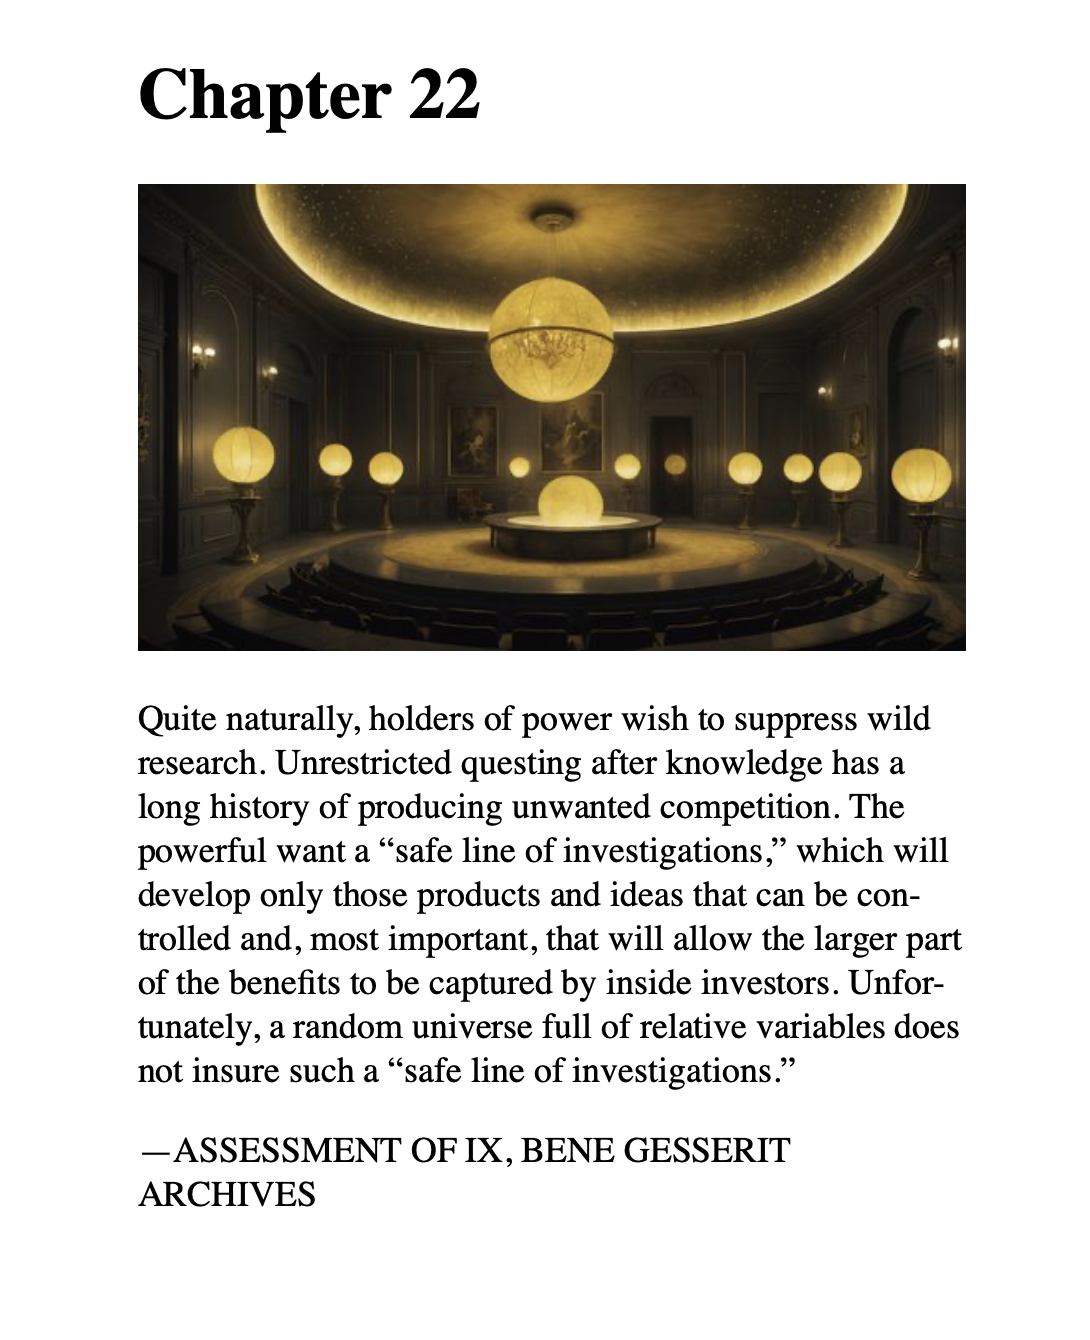 Chapter 22
Quite naturally, holders of power wish to suppress wild
research. Unrestricted questing after knowledge has a
long history of producing unwanted competition. The
powerful want a “safe line of investigations,” which will
develop only those products and ideas that can be con-
trolled and, most important, that will allow the larger part
of the benefits to be captured by inside investors. Unfor-
tunately, a random universe full of relative variables does
not insure such a “safe line of investigations.”
—ASSESSMENT OF IX, BENE GESSERIT
ARCHIVES